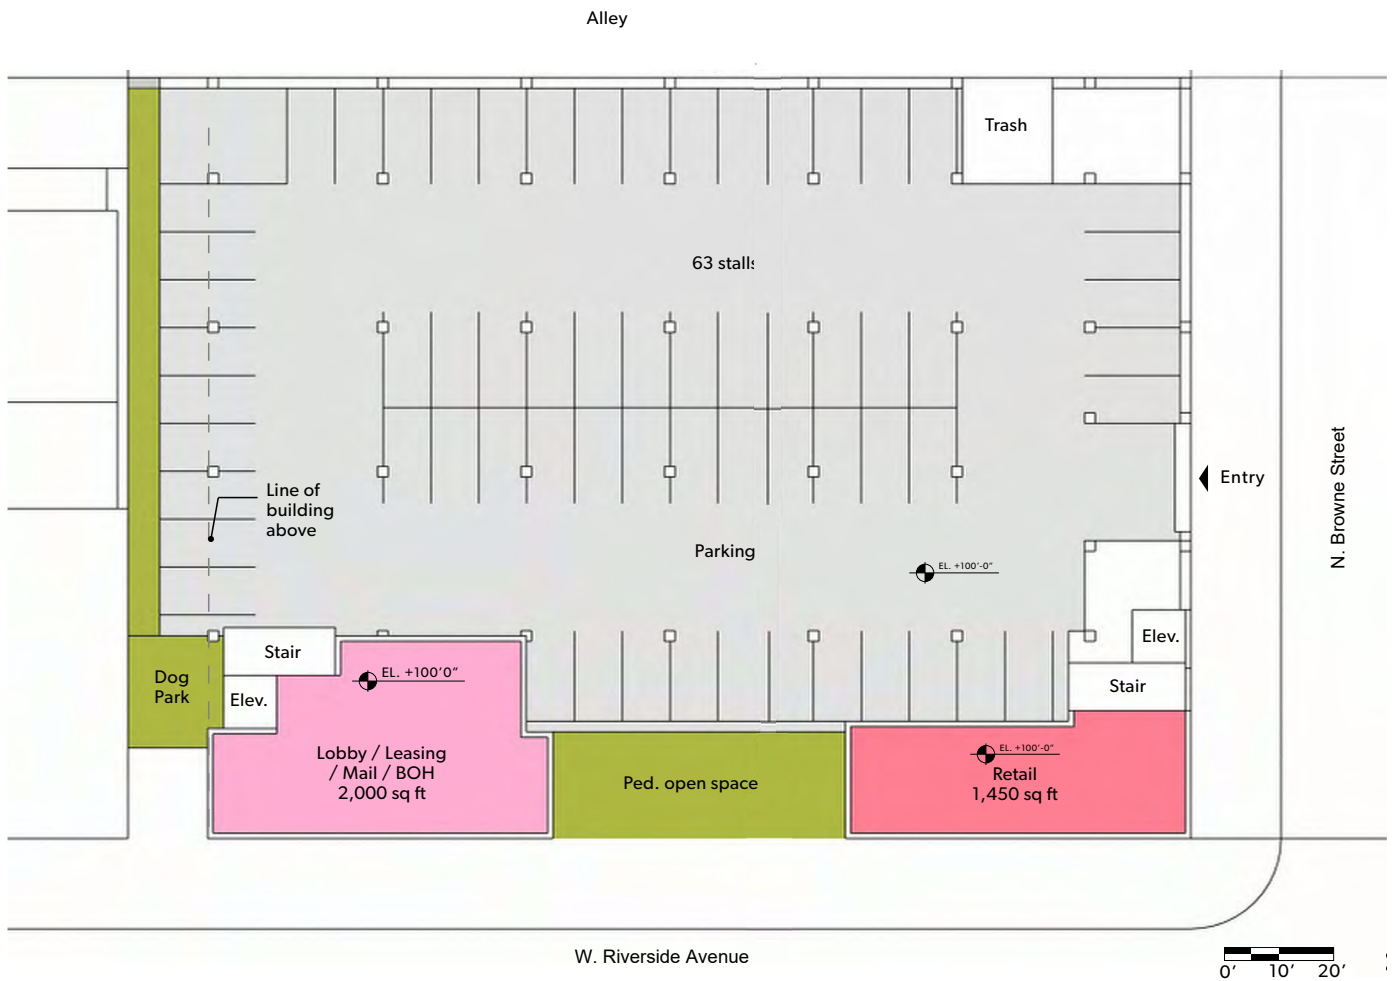 Alley
Trash
63 stalls
Entry
N. Browne Street
Line of
building
above
Parking
EL. +100'-0"
Elev.
Stair
Stair
Dog
Park
EL. +100'0"
Elev.
Lobby / Leasing
/ Mail / BOH
2,000 sq ft
Ped. open space
EL. +100'-0"
Retail
1,450 sq ft
W. Riverside Avenue
0' 10' 20'